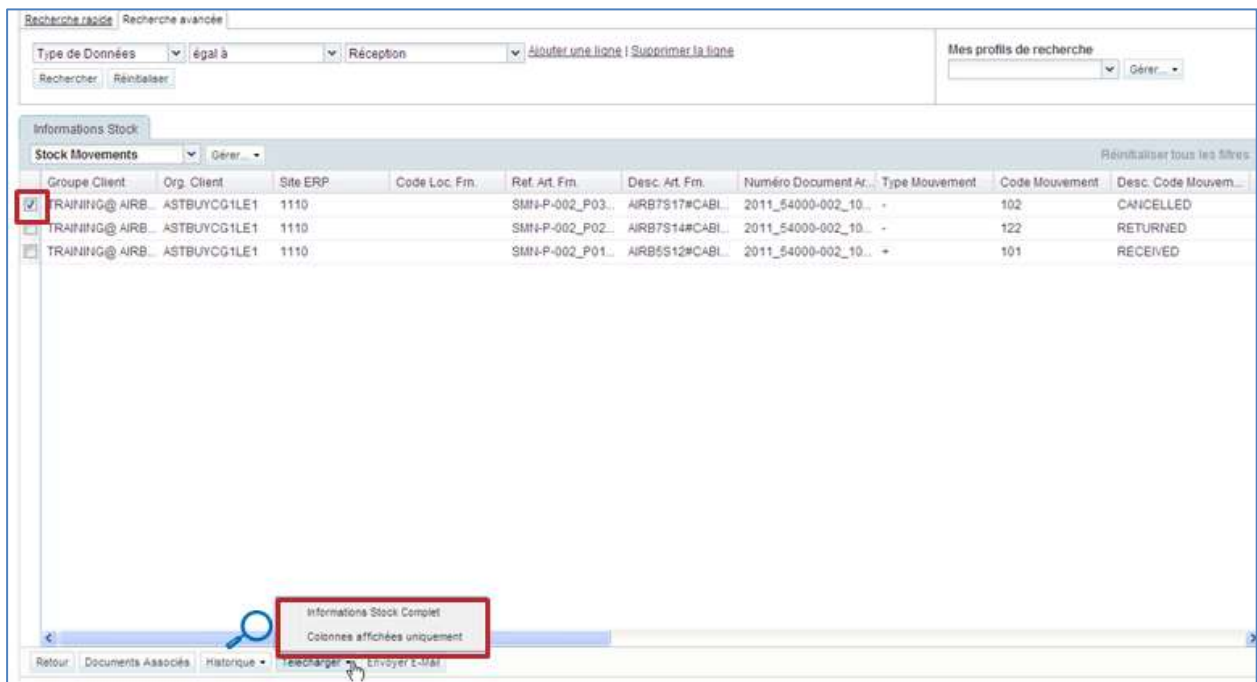 Recherche rapide Recherche avancée
Type de Données égal à Réception Ajouter une ligne | Supprimer la ligne Mes profils de recherche
Rechercher Réinitialiser Gérer...
Informations Stock
Stock Movements Gérer... Réinitialiser tous les filtres
Groupe Client Org. Client Site ERP Code Loc. Frn. Ref. Art. Frn. Desc. Art. Frn. Numéro Document Ar... Type Mouvement Code Mouvement Desc. Code Mouvem...
TRAINING@ AIRB... ASTBUYCG1LE1 1110 SMN-P-002_P03... AIRB7S17#CABI... 2011_54000-002_10... - 102 CANCELLED
TRAINING@ AIRB... ASTBUYCG1LE1 1110 SMN-P-002_P02... AIRB7S14#CABI... 2011_54000-002_10... - 122 RETURNED
TRAINING@ AIRB... ASTBUYCG1LE1 1110 SMN-P-002_P01... AIRB5S12#CABI... 2011_54000-002_10... + 101 RECEIVED
Informations Stock Complet
Colonnes affichées uniquement
Retour Documents Associés Historique Télécharger Envoyer E-Mail